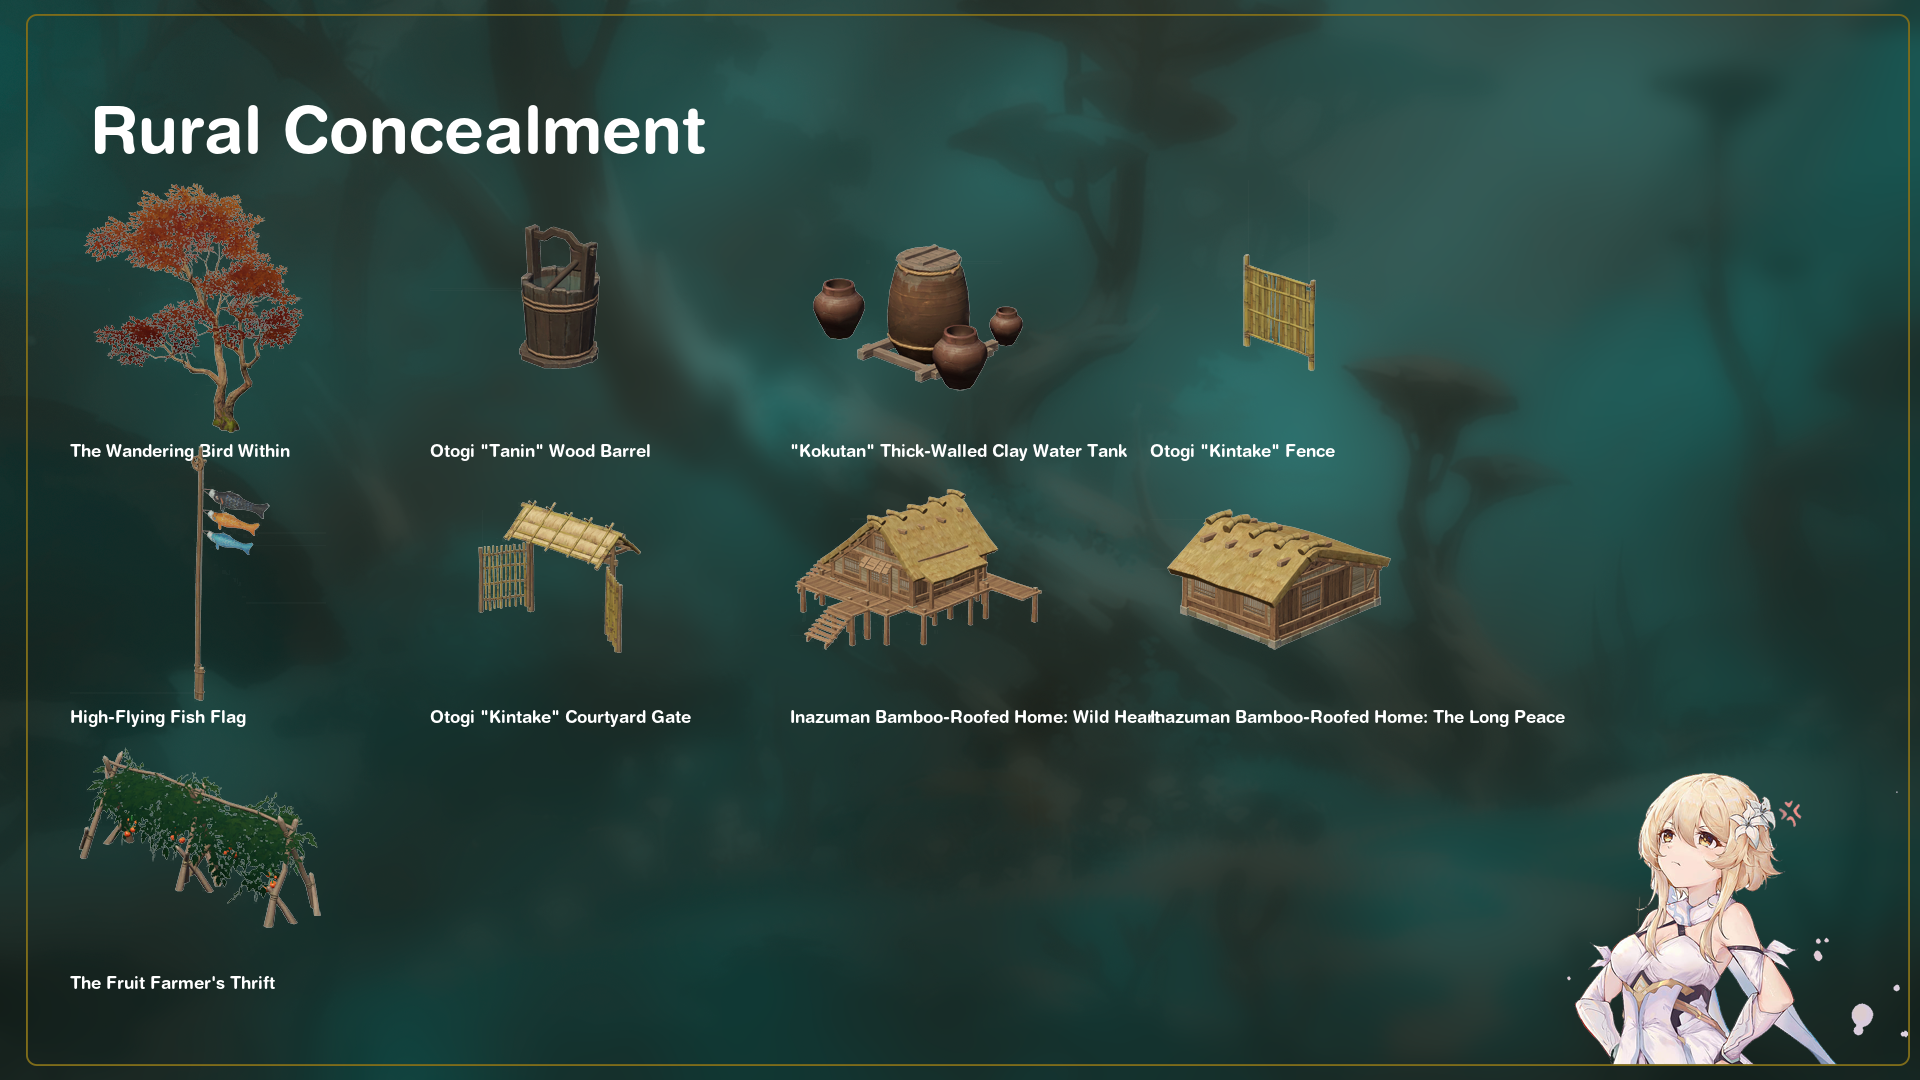 Rural Concealment
The Wandering Bird Within
Otogi "Tanin" Wood Barrel
"Kokutan" Thick-Walled Clay Water Tank
Otogi "Kintake" Fence
High-Flying Fish Flag
Otogi "Kintake" Courtyard Gate
Inazuman Bamboo-Roofed Home: Wild Heart
Inazuman Bamboo-Roofed Home: The Long Peace
The Fruit Farmer's Thrift